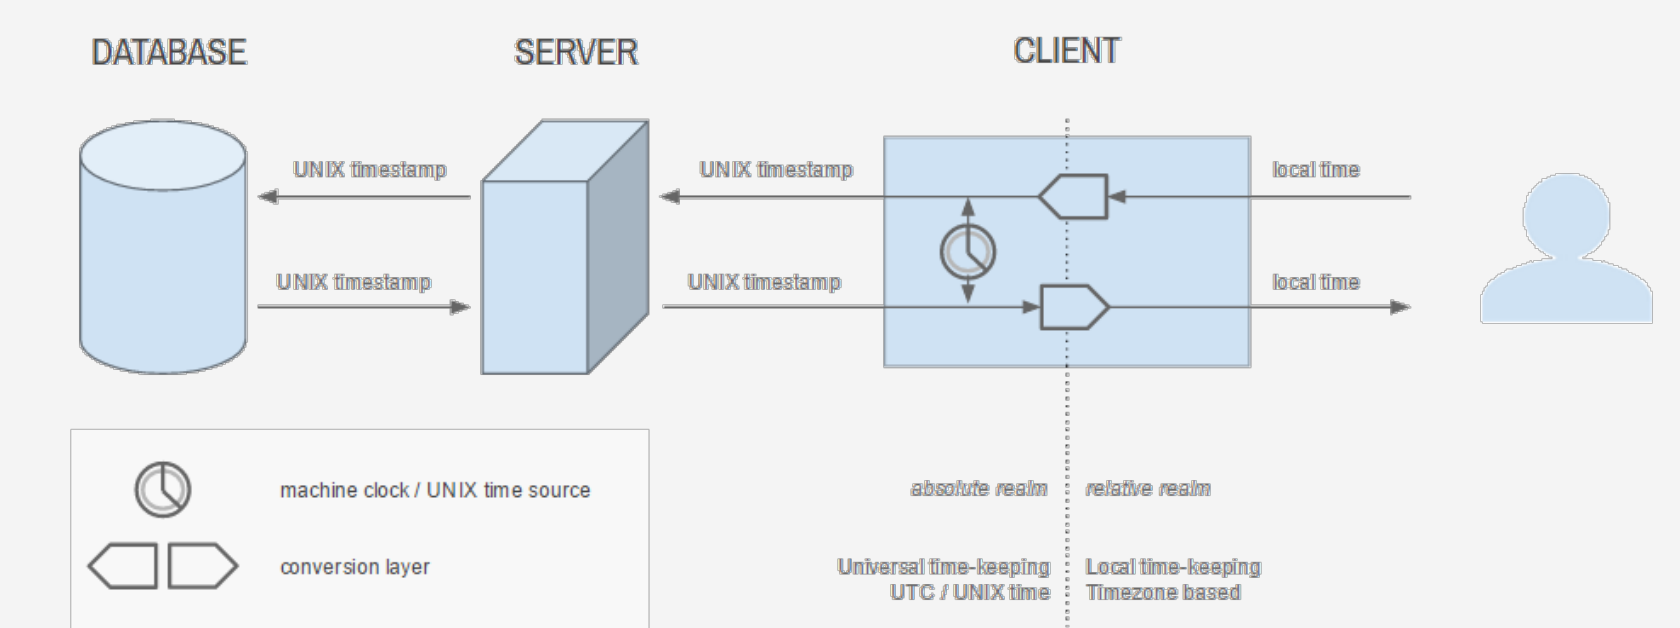 DATABASE
SERVER
CLIENT
UNIX timestamp
UNIX timestamp
local time
UNIX timestamp
UNIX timestamp
local time
machine clock / UNIX time source
conversion layer
absolute realm
relative realm
Universal time-keeping
UTC / UNIX time
Local time-keeping
Timezone based